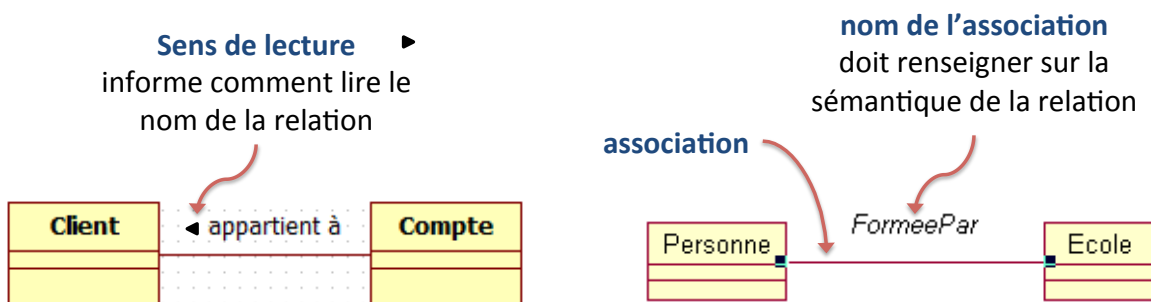 Sens de lecture
informe comment lire le
nom de la relation
Client
appartient à
Compte
nom de l'association
doit renseigner sur la
sémantique de la relation
association
Personne
FormeePar
Ecole